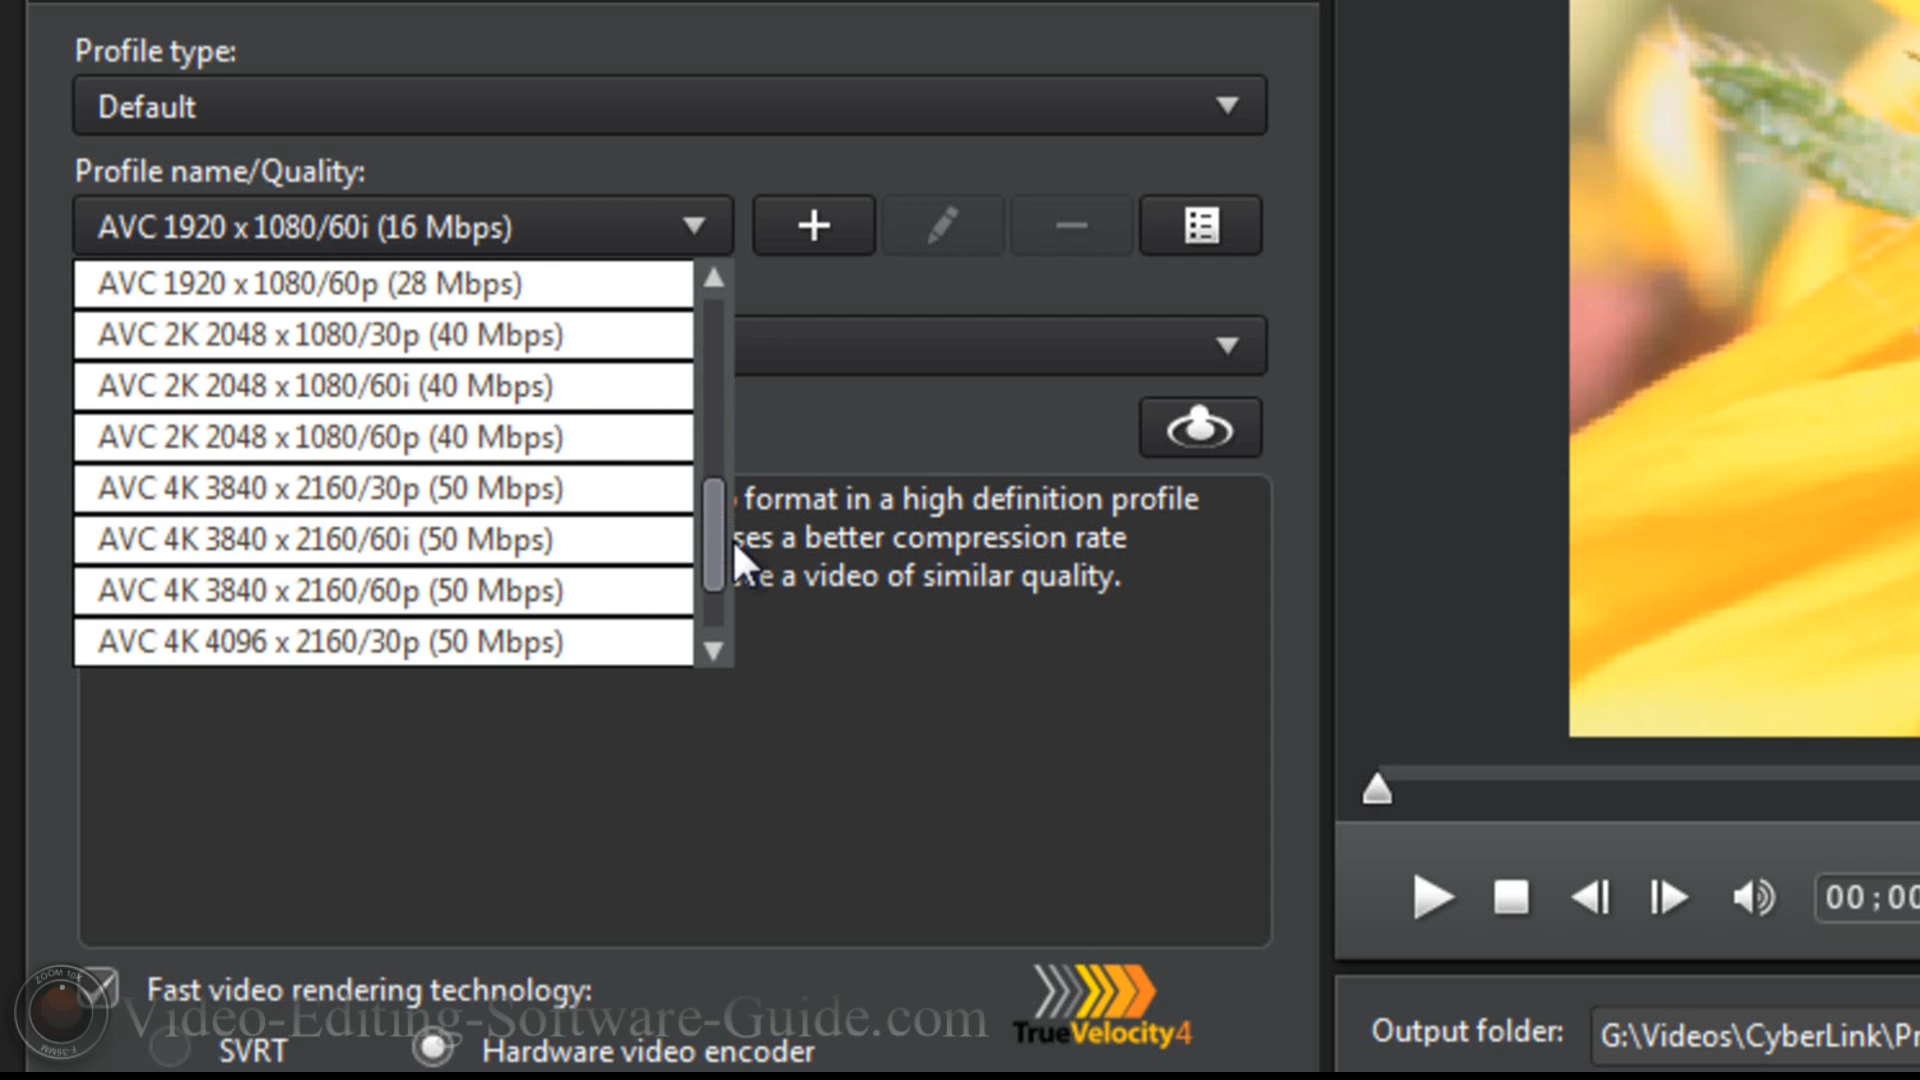 Profile type:
Default
Profile name/Quality:
AVC 1920 x 1080/60i (16 Mbps)
AVC 1920 x 1080/60p (28 Mbps)
AVC 2K 2048 x 1080/30p (40 Mbps)
AVC 2K 2048 x 1080/60i (40 Mbps)
AVC 2K 2048 x 1080/60p (40 Mbps)
AVC 4K 3840 x 2160/30p (50 Mbps)
format in a high definition profile
AVC 4K 3840 x 2160/60i (50 Mbps)
a better compression rate
AVC 4K 3840 x 2160/60p (50 Mbps)
a video of similar quality.
AVC 4K 4096 x 2160/30p (50 Mbps)
ZOOM 10X
F-35MM
Fast video rendering technology:
Video-Editing-Software-Guide.com
TrueVelocity4
SVRT
Hardware video encoder
00;00
Output folder:
G:\Videos\CyberLink\Pr